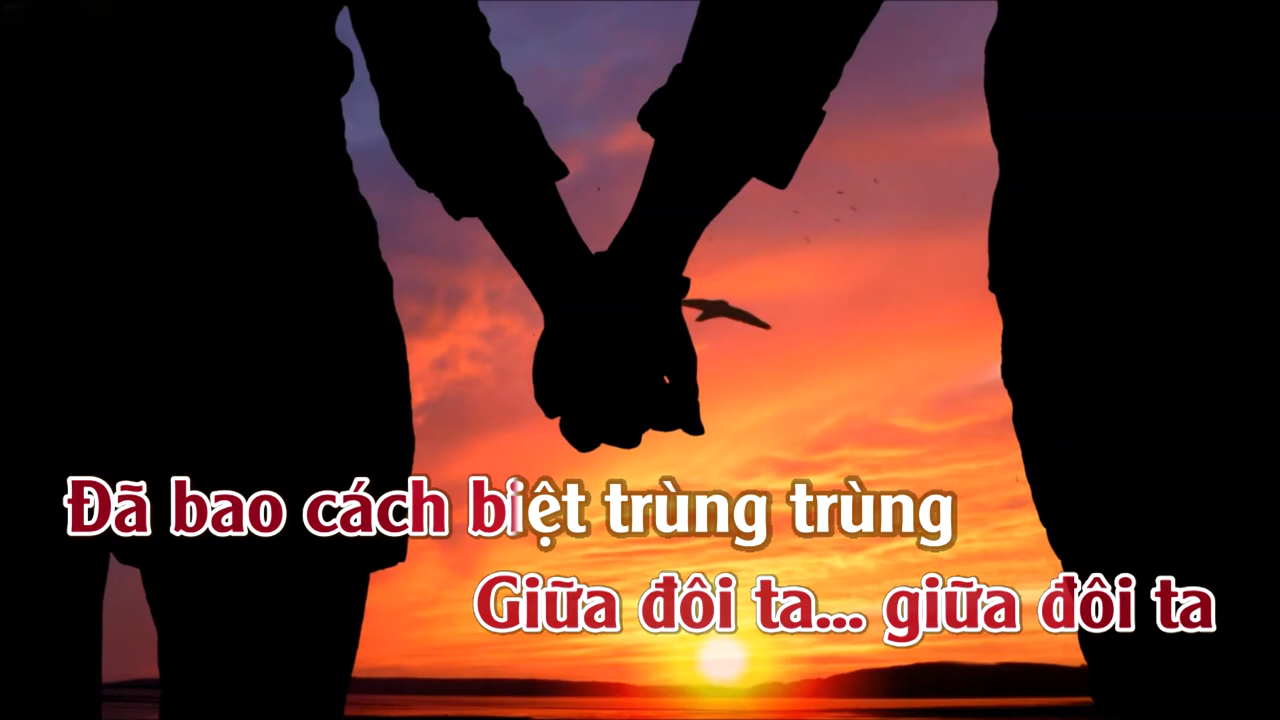 Đã bao cách biệt trùng trùng
Giữa đôi ta... giữa đôi ta